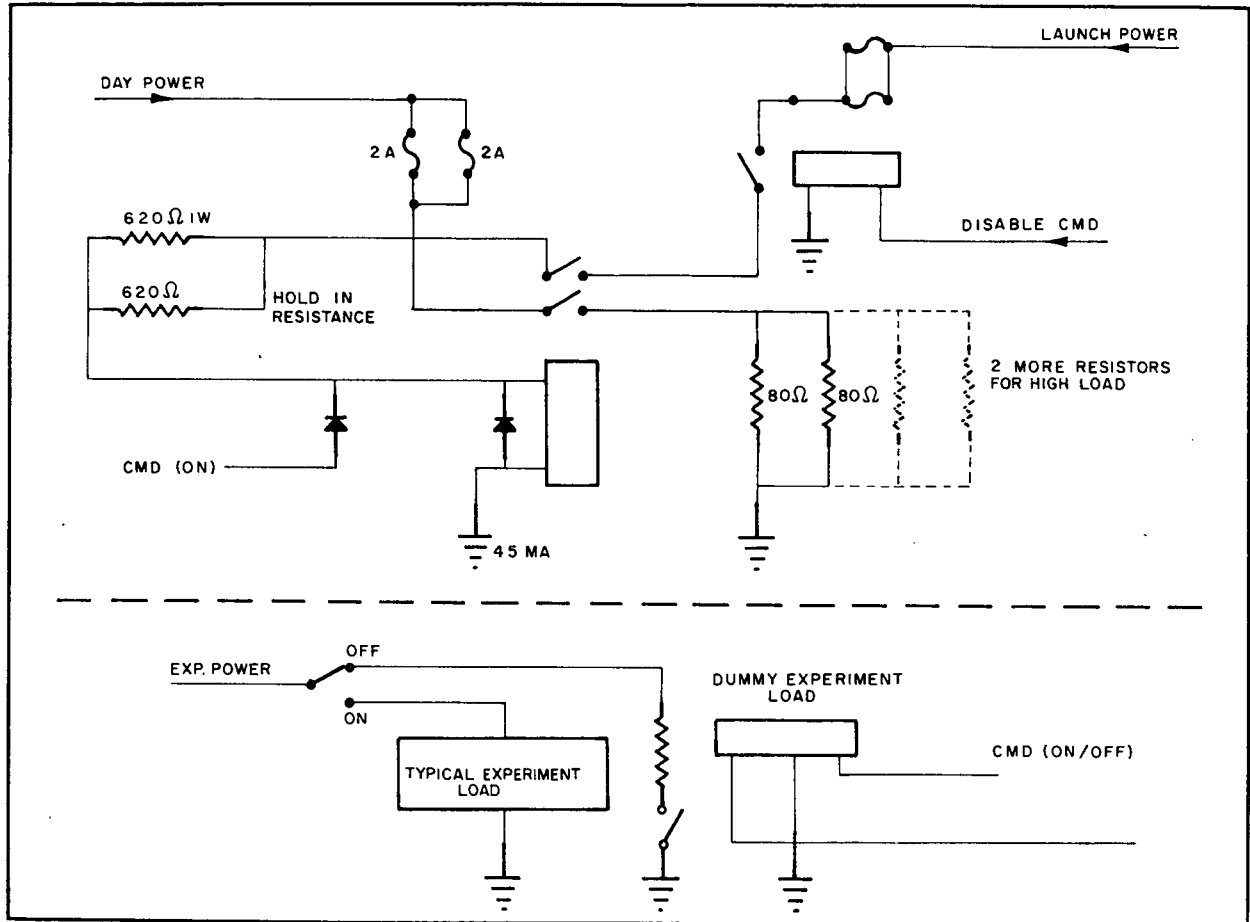 LAUNCH POWER
DAY POWER
2A
2A
620Ω 1W
DISABLE CMD
620Ω
HOLD IN
RESISTANCE
2 MORE RESISTORS
FOR HIGH LOAD
80Ω
80Ω
CMD (ON)
45 MA
OFF
EXP. POWER
DUMMY EXPERIMENT
LOAD
ON
CMD (ON/OFF)
TYPICAL EXPERIMENT
LOAD